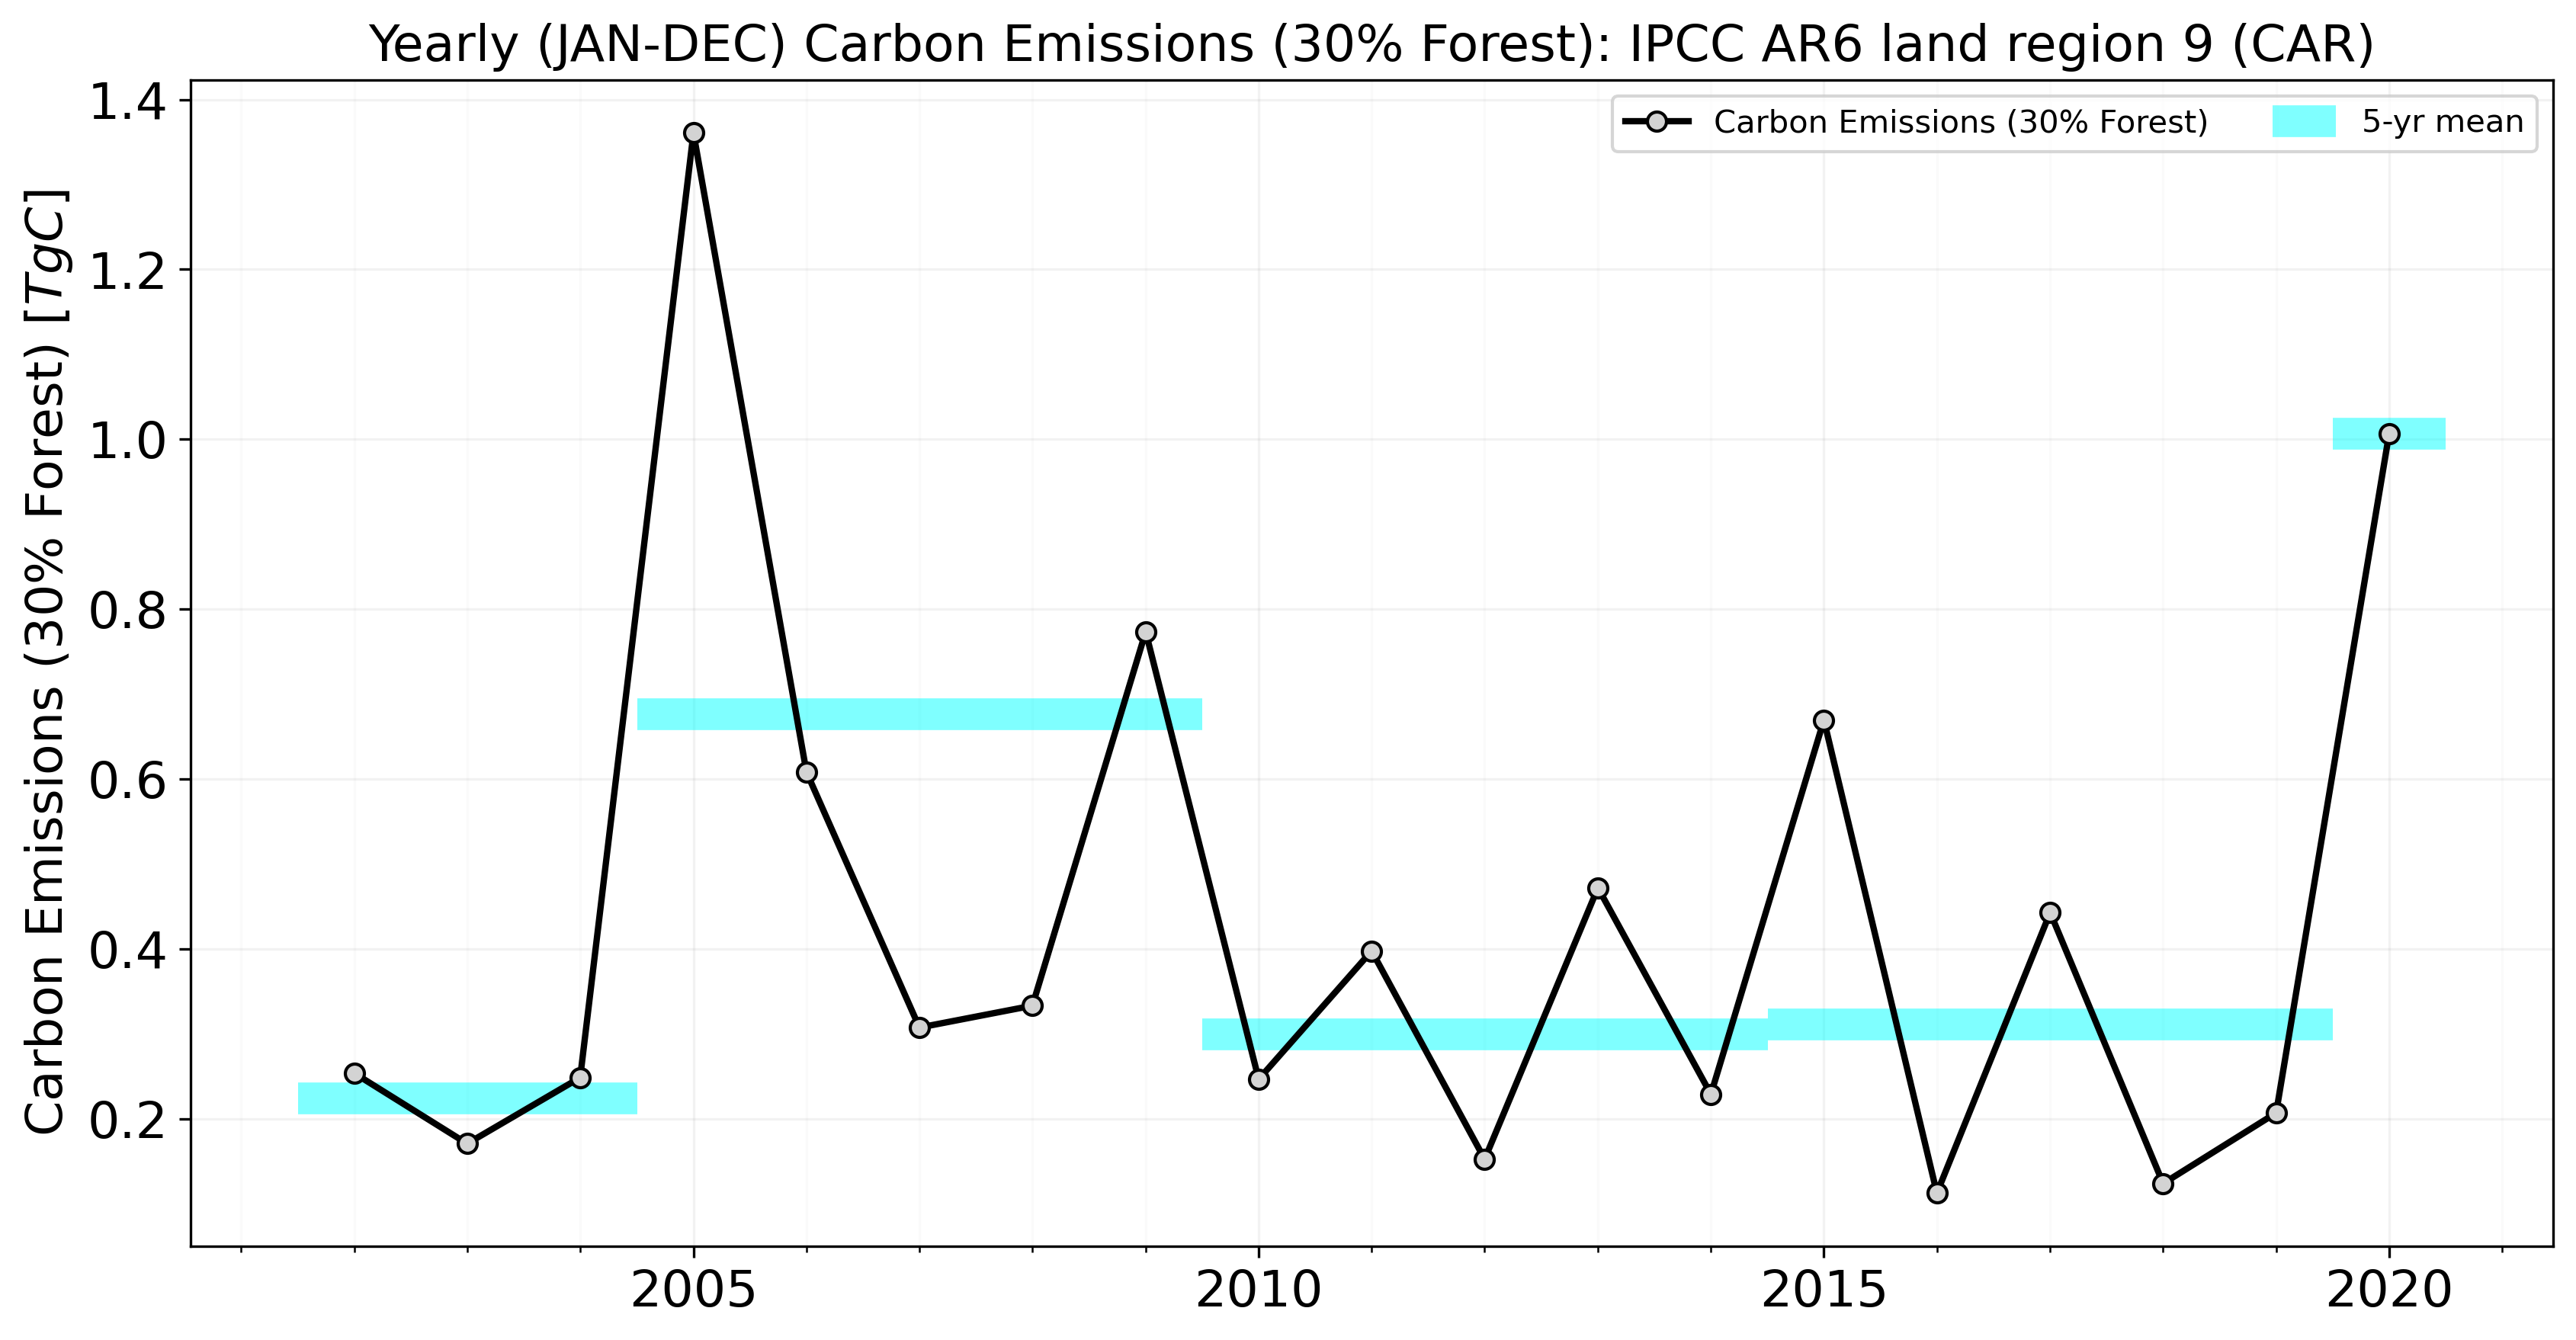 Yearly (JAN-DEC) Carbon Emissions (30% Forest): IPCC AR6 land region 9 (CAR)
Carbon Emissions (30% Forest)
5-yr mean
Carbon Emissions (30% Forest) [TgC]
1.4
1.2
1.0
0.8
0.6
0.4
0.2
2005
2010
2015
2020